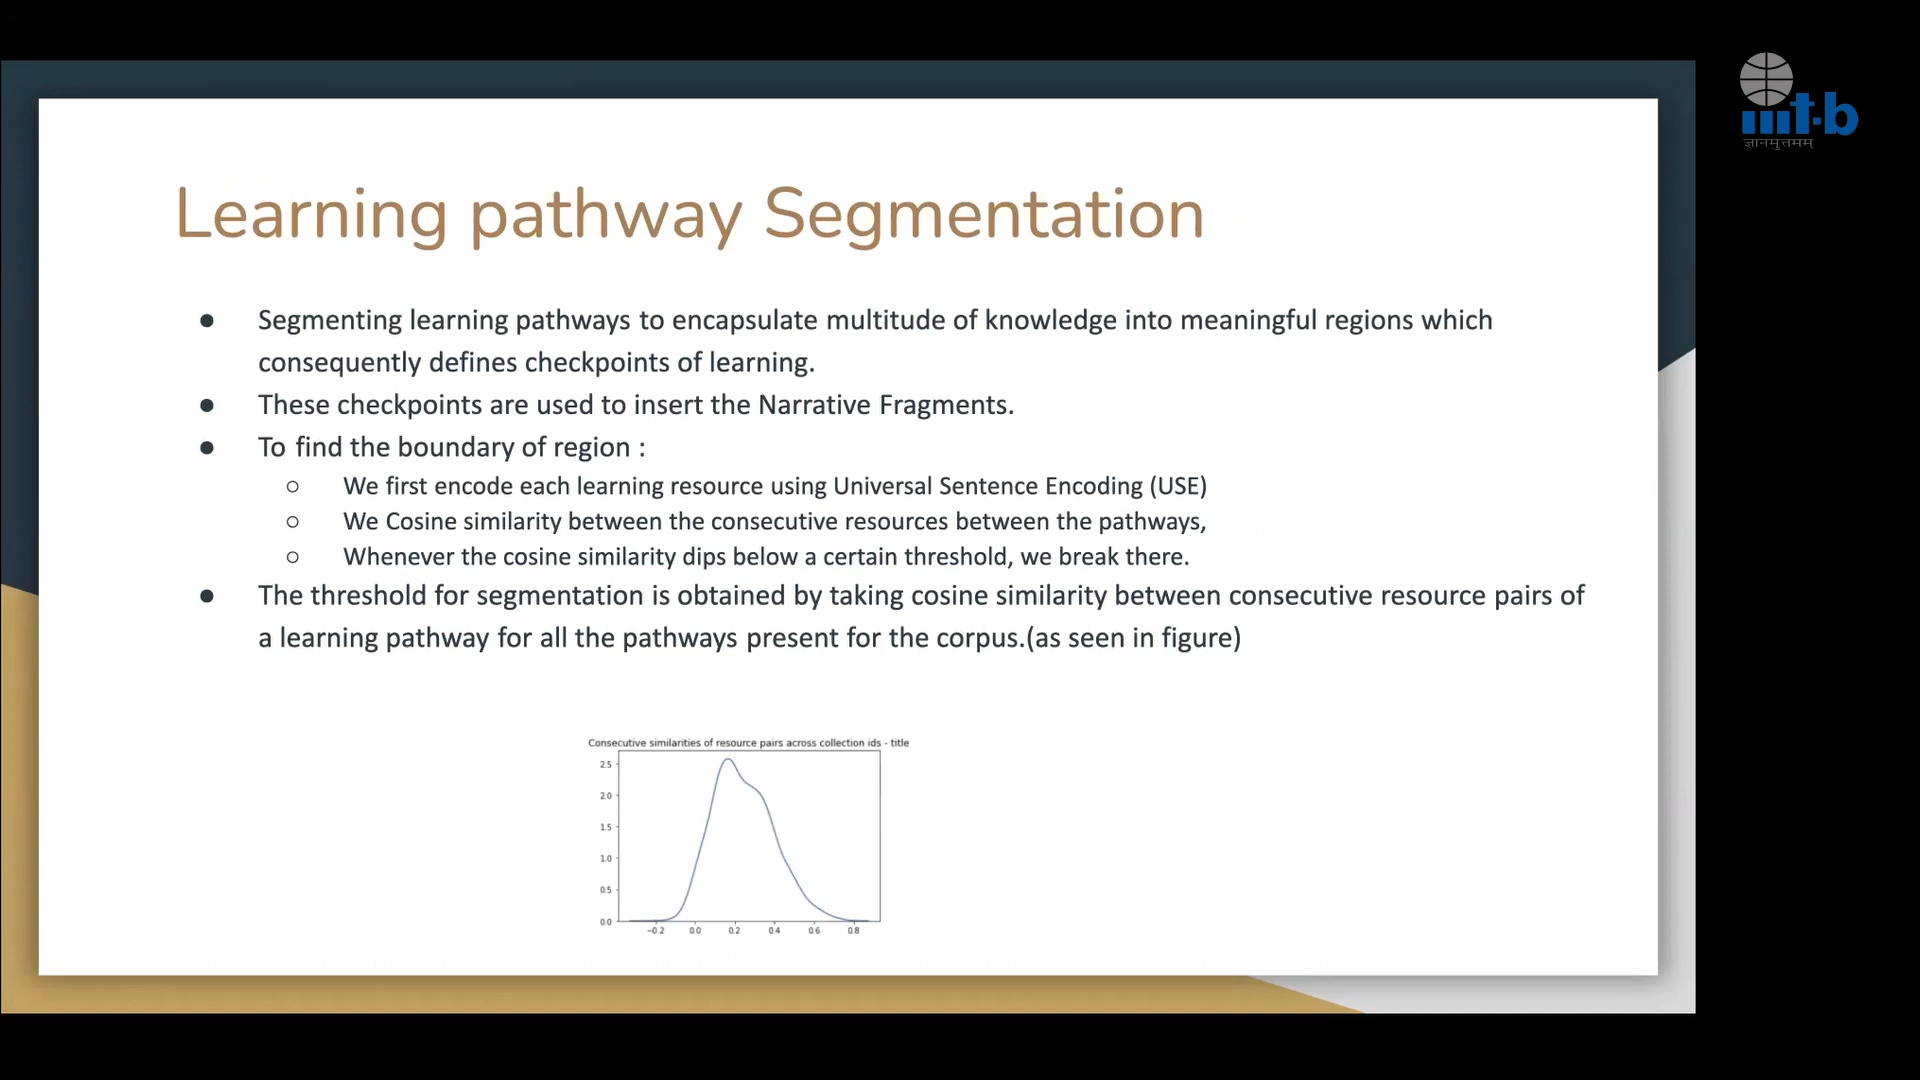 iiit-b
ज्ञानमुत्तमम्
Learning pathway Segmentation
● Segmenting learning pathways to encapsulate multitude of knowledge into meaningful regions which
consequently defines checkpoints of learning.
● These checkpoints are used to insert the Narrative Fragments.
● To find the boundary of region :
○ We first encode each learning resource using Universal Sentence Encoding (USE)
○ We Cosine similarity between the consecutive resources between the pathways,
○ Whenever the cosine similarity dips below a certain threshold, we break there.
● The threshold for segmentation is obtained by taking cosine similarity between consecutive resource pairs of
a learning pathway for all the pathways present for the corpus.(as seen in figure)
Consecutive similarities of resource pairs across collection ids - title
2.5
2.0
1.5
1.0
0.5
0.0
−0.2 0.0 0.2 0.4 0.6 0.8